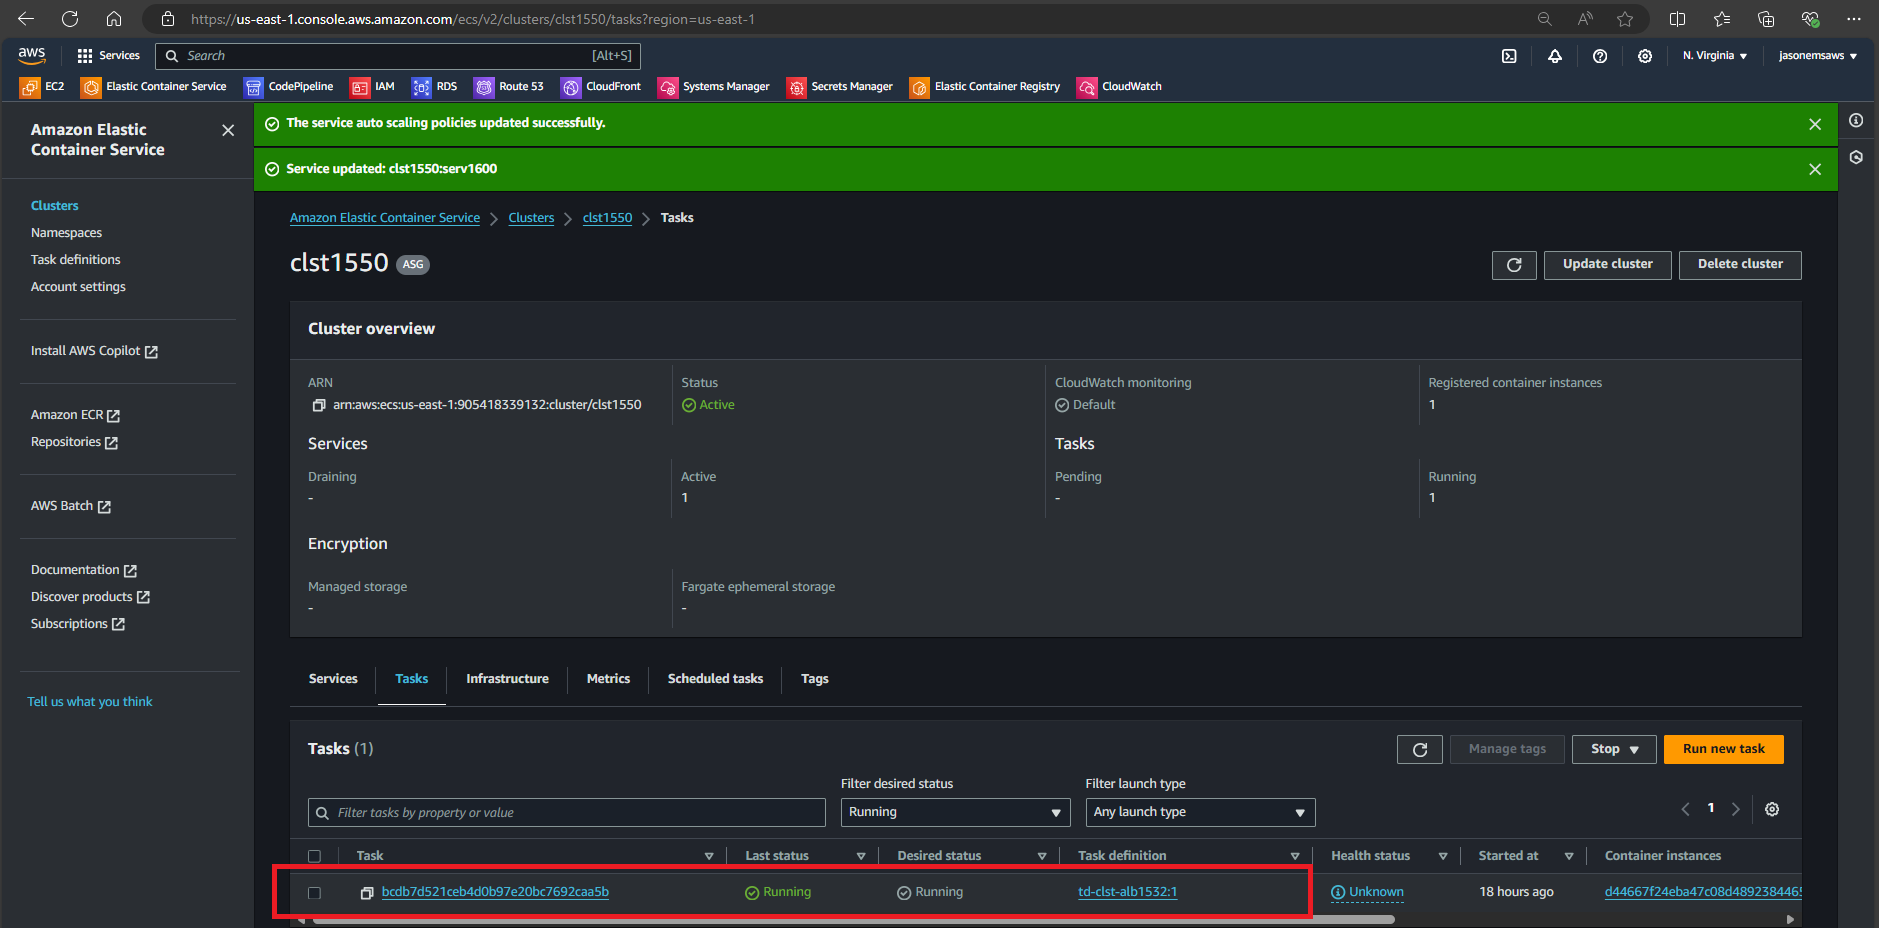 https://us-east-1.console.aws.amazon.com/ecs/v2/clusters/clst1550/tasks?region=us-east-1
aws
Services
Search
[Alt+S]
N. Virginia
jasonemsaws
EC2
Elastic Container Service
CodePipeline
IAM
RDS
Route 53
CloudFront
Systems Manager
Secrets Manager
Elastic Container Registry
CloudWatch
Amazon Elastic
Container Service
Clusters
Namespaces
Task definitions
Account settings
Install AWS Copilot
Amazon ECR
Repositories
AWS Batch
Documentation
Discover products
Subscriptions
Tell us what you think
The service auto scaling policies updated successfully.
Service updated: clst1550:serv1600
Amazon Elastic Container Service
Clusters
clst1550
Tasks
clst1550
ASG
Update cluster
Delete cluster
Cluster overview
ARN
arn:aws:ecs:us-east-1:905418339132:cluster/clst1550
Status
Active
CloudWatch monitoring
Default
Registered container instances
1
Services
Tasks
Draining
-
Active
1
Pending
-
Running
1
Encryption
Managed storage
-
Fargate ephemeral storage
-
Services
Tasks
Infrastructure
Metrics
Scheduled tasks
Tags
Tasks (1)
Manage tags
Stop
Run new task
Filter desired status
Filter launch type
Filter tasks by property or value
Running
Any launch type
1
Task
Last status
Desired status
Task definition
Health status
Started at
Container instances
bcdb7d521ceb4d0b97e20bc7692caa5b
Running
Running
td-clst-alb1532:1
Unknown
18 hours ago
d44667f24eba47c08d4892384465